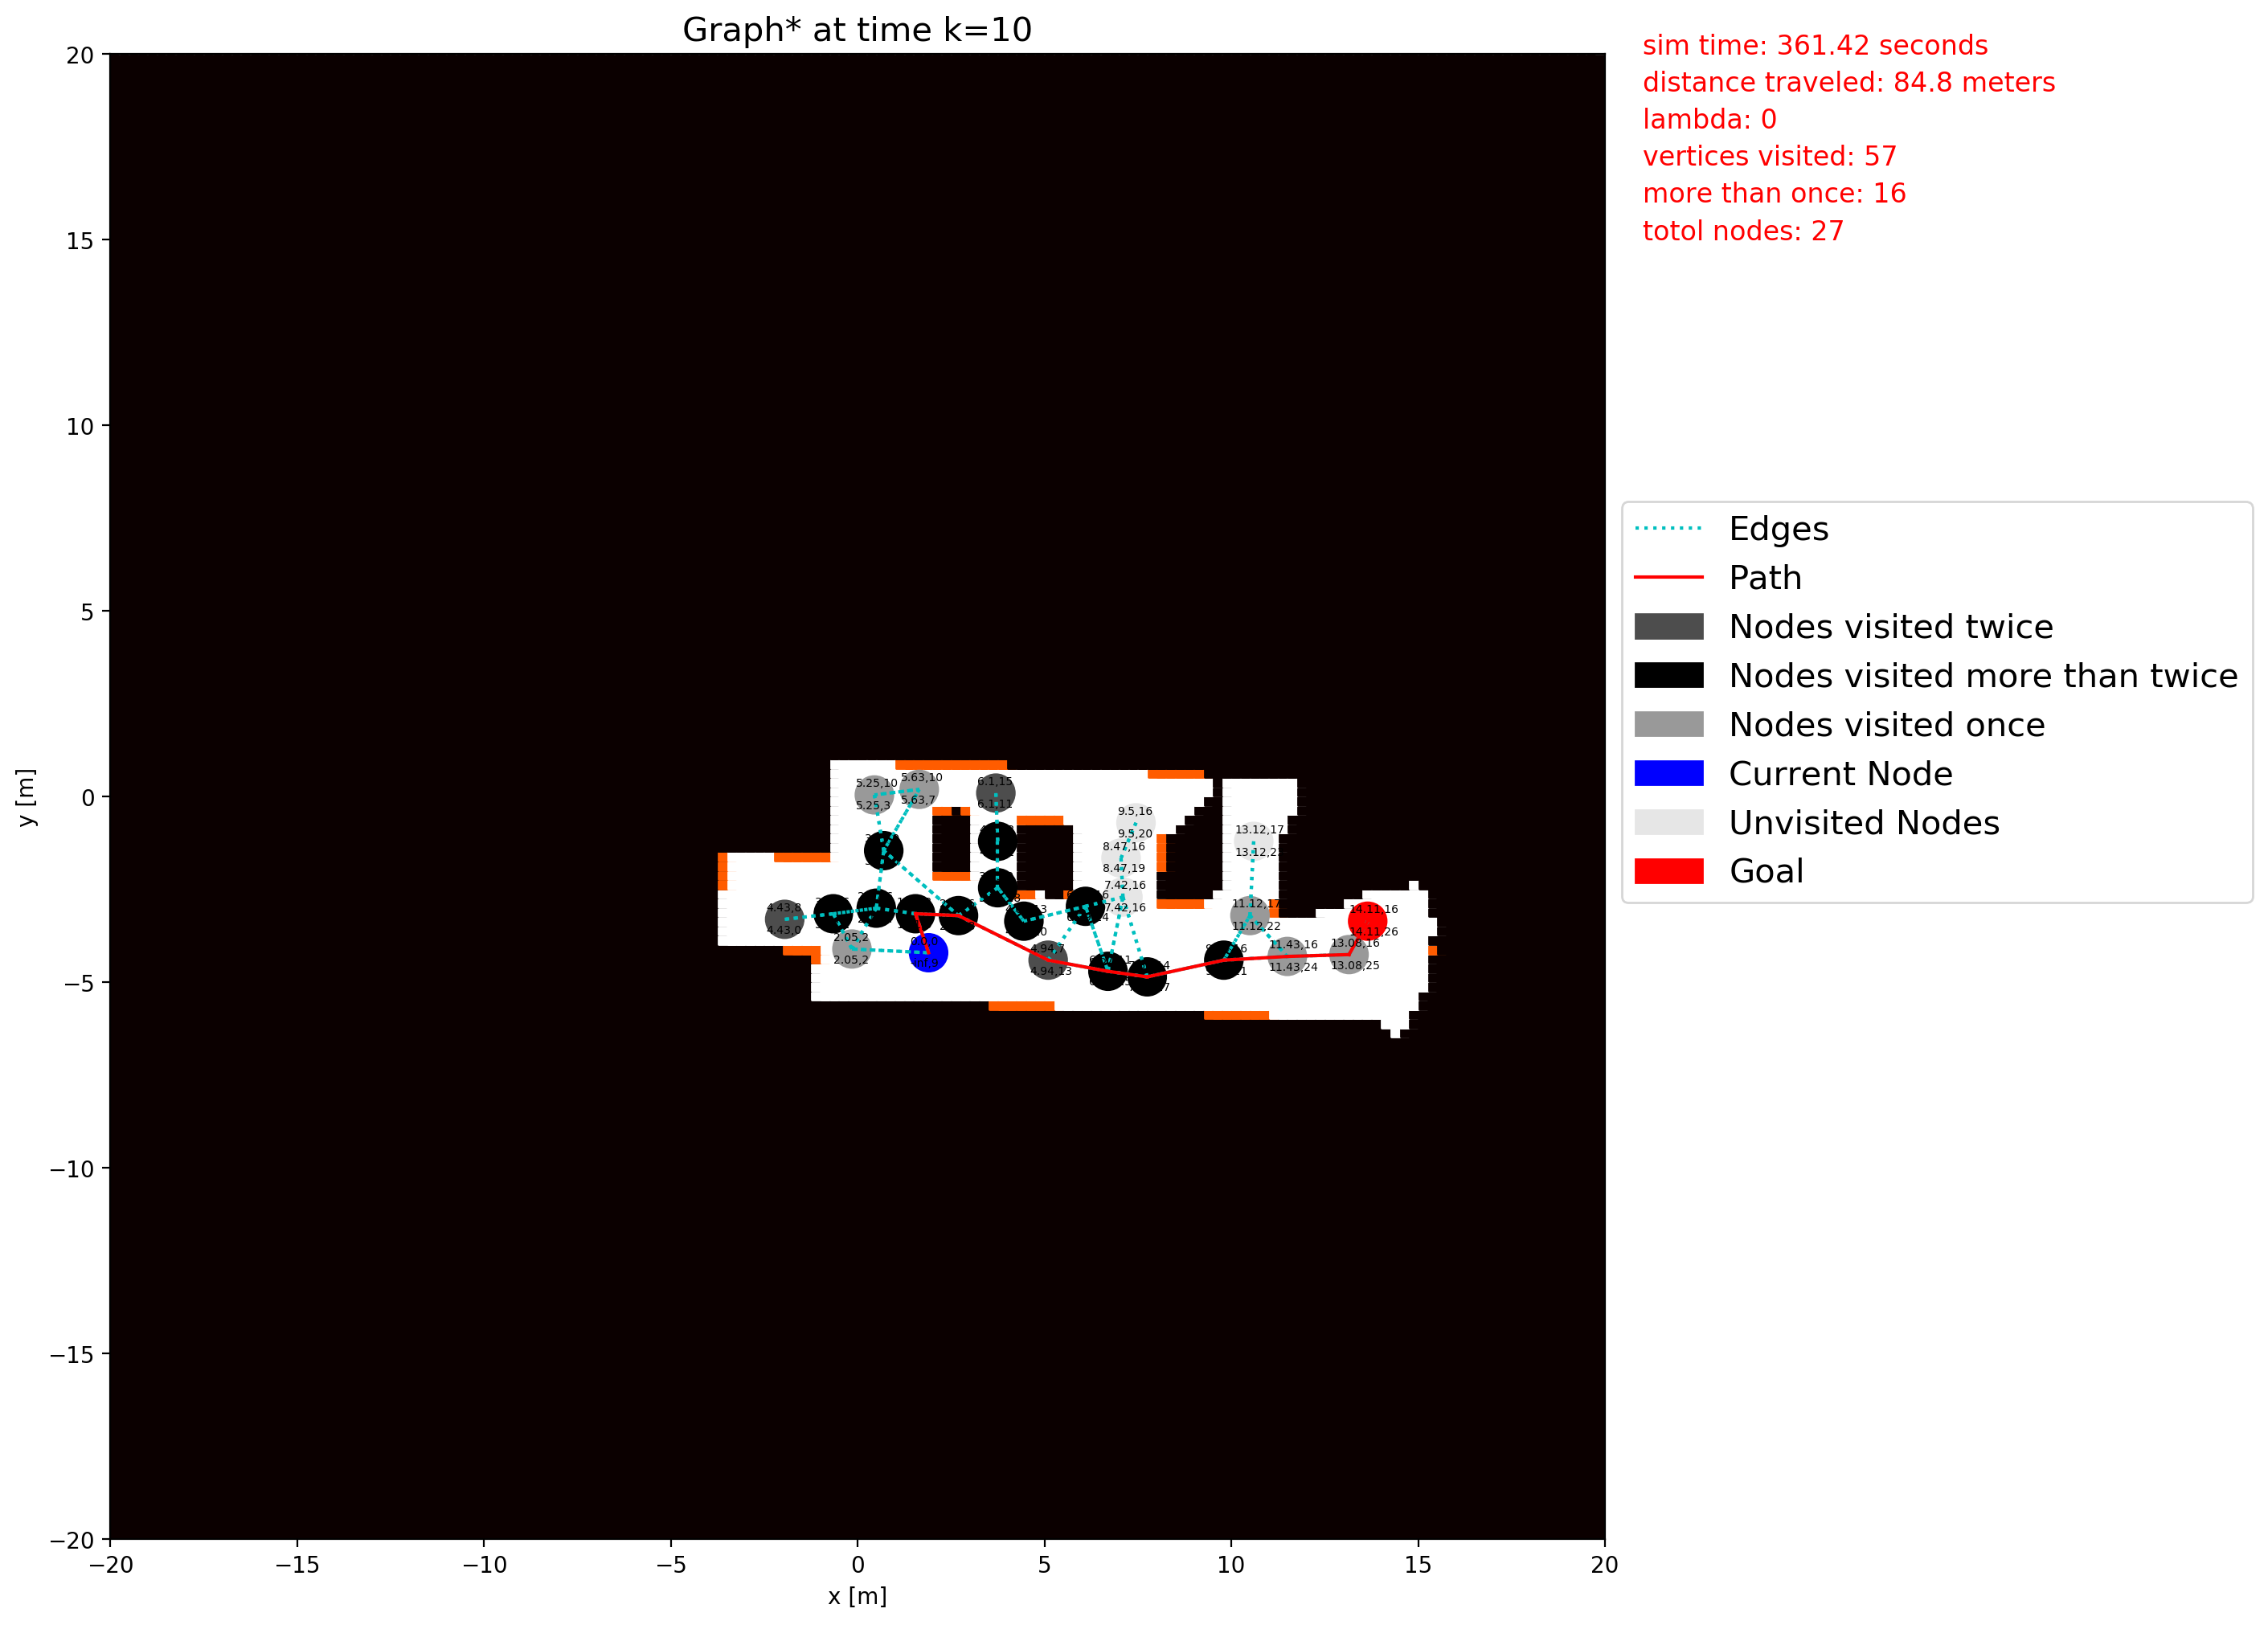 Graph* at time k=10
sim time: 361.42 seconds
distance traveled: 84.8 meters
lambda: 0
vertices visited: 57
more than once: 16
totol nodes: 27
20
15
10
5
0
−5
−10
−15
−20
y [m]
−20
−15
−10
−5
0
5
10
15
20
x [m]
Edges
Path
Nodes visited twice
Nodes visited more than twice
Nodes visited once
Current Node
Unvisited Nodes
Goal
5.25,10
5.25,3
5.63,10
5.63,7
6.1,15
6.1,11
9.5,16
9.5,20
8.47,16
8.47,19
7.42,16
7.42,16
13.12,17
11.12,17
11.12,22
14.11,16
14.11,26
11.43,16
11.43,24
13.08,16
13.08,25
4.43,8
4.43,0
2.05,2
2.05,2
4.94,7
4.94,13